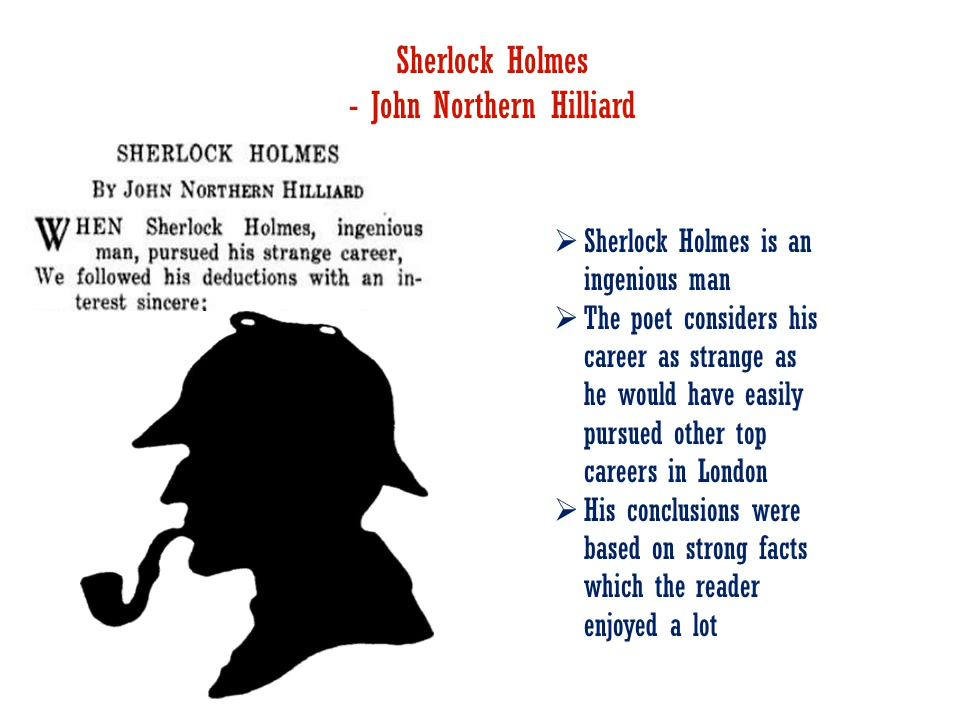 Sherlock Holmes
- John Northern Hilliard
SHERLOCK HOLMES
BY JOHN NORTHERN HILLIARD
WHEN Sherlock Holmes, ingenious
man, pursued his strange career,
We followed his deductions with an in-
terest sincere;
➢ Sherlock Holmes is an
ingenious man
➢ The poet considers his
career as strange as
he would have easily
pursued other top
careers in London
➢ His conclusions were
based on strong facts
which the reader
enjoyed a lot